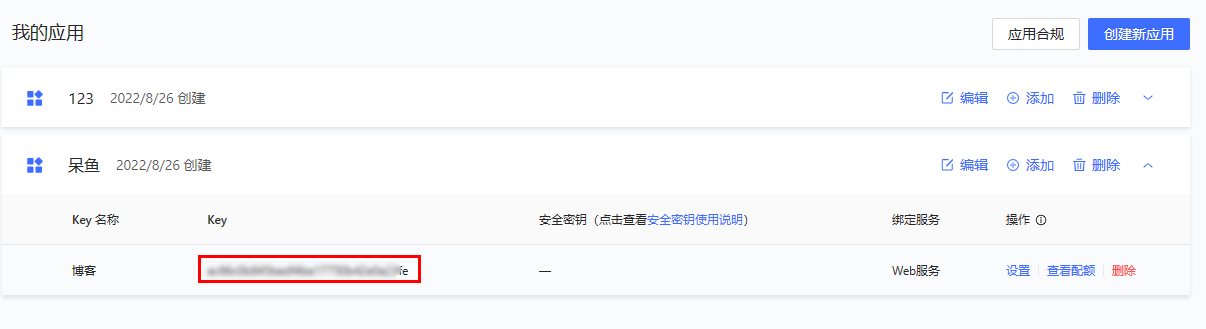 我的应用
应用合规 创建新应用
123 2022/8/26 创建 编辑 添加 删除
呆鱼 2022/8/26 创建 编辑 添加 删除
Key 名称 Key 安全密钥（点击查看安全密钥使用说明） 绑定服务 操作
博客 fe — Web服务 设置 查看配额 删除